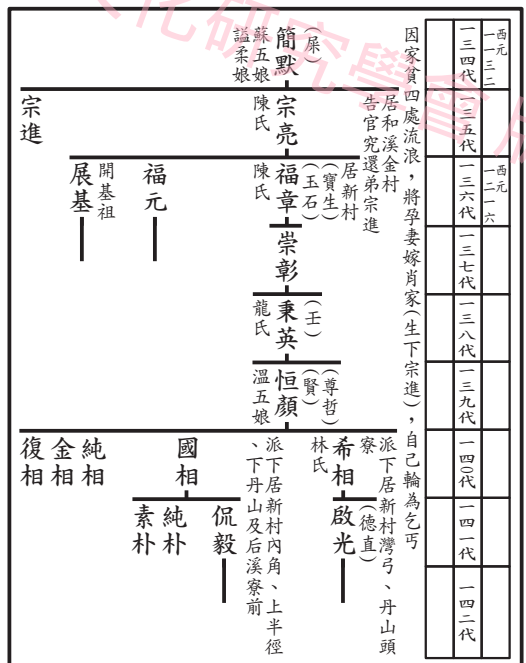 西元一一三二
西元一二一六
一三四代
一三五代
一三六代
一三七代
一三八代
一三九代
一四〇代
一四一代
一四二代
因家貧四處流浪，將孕妻嫁肖家(生下宗進)，自己輪為乞丐
(杲)
簡默
蘇五娘
謚柔娘
居和溪金村
告官究還弟宗進
宗亮
陳氏
宗進
居新村
(寶生)
(玉石)
福章
陳氏
福元
開基祖
展基
崇彰
(王)
秉英
龍氏
(尊哲)
(賢)
恒顏
溫五娘
派下居新村灣弓、丹山頭
寮
希相
林氏
派下居新村內角、上半徑
、下丹山及后溪寮前
國相
純相
金相
復相
(德直)
啟光
侃毅
純朴
素朴
文化研究學會